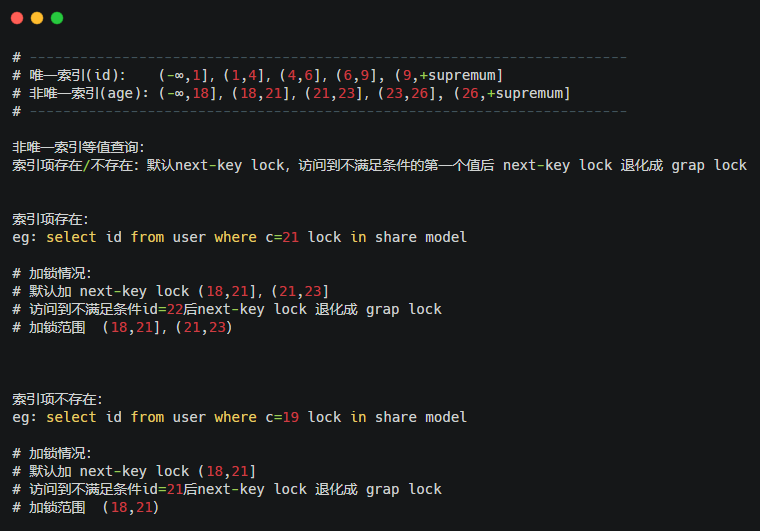 # -----------------------------------------------------------------------
# 唯一索引(id):   (-∞,1], (1,4], (4,6], (6,9], (9,+supremum]
# 非唯一索引(age): (-∞,18], (18,21], (21,23], (23,26], (26,+supremum]
# -----------------------------------------------------------------------
非唯一索引等值查询:
索引项存在/不存在: 默认next-key lock, 访问到不满足条件的第一个值后 next-key lock 退化成 grap lock
索引项存在:
eg: select id from user where c=21 lock in share model
# 加锁情况:
# 默认加 next-key lock (18,21], (21,23]
# 访问到不满足条件id=22后next-key lock 退化成 grap lock
# 加锁范围  (18,21], (21,23)
索引项不存在:
eg: select id from user where c=19 lock in share model
# 加锁情况:
# 默认加 next-key lock (18,21]
# 访问到不满足条件id=21后next-key lock 退化成 grap lock
# 加锁范围  (18,21)